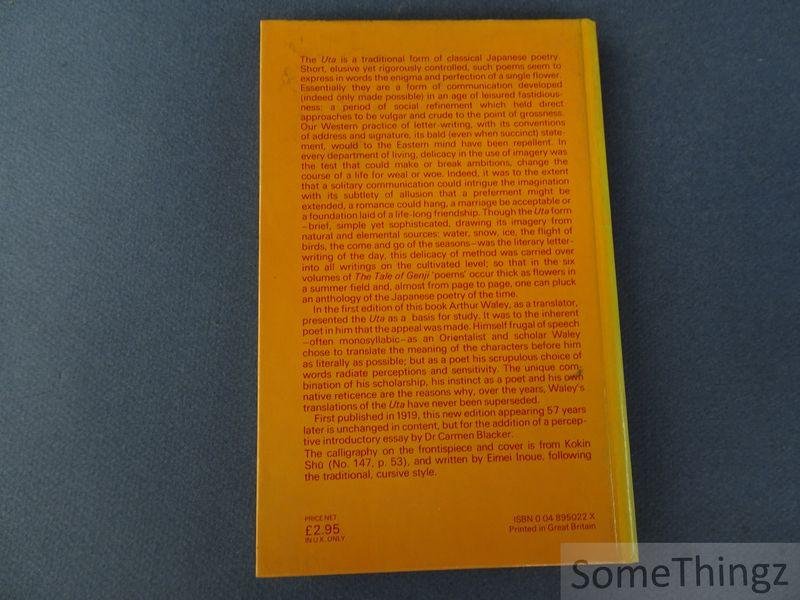 The Uta is a traditional form of classical Japanese poetry.
Short, elusive yet rigorously controlled, such poems seem to
express in words the enigma and perfection of a single flower.
Essentially they are a form of communication developed
(indeed only made possible) in an age of leisured fastidious-
ness: a period of social refinement which held direct
approaches to be vulgar and crude to the point of grossness.
Our Western practice of letter-writing, with its conventions
of address and signature, its bald (even when succinct) state-
ment, would to the Eastern mind have been repellent. In
every department of living, delicacy in the use of imagery was
the test that could make or break ambitions, change the
course of a life for weal or woe. Indeed, it was to the extent
that a solitary communication could intrigue the imagination
with its subtlety of allusion that a preferment might be
extended, a romance could hang, a marriage be acceptable or
a foundation laid of a life-long friendship. Though the Uta form
–brief, simple yet sophisticated, drawing its imagery from
natural and elemental sources: water, snow, ice, the flight of
birds, the come and go of the seasons–was the literary letter-
writing of the day, this delicacy of method was carried over
into all writings on the cultivated level; so that in the six
volumes of The Tale of Genji 'poems' occur thick as flowers in
a summer field and, almost from page to page, one can pluck
an anthology of the Japanese poetry of the time.
In the first edition of this book Arthur Waley, as a translator,
presented the Uta as a basis for study. It was to the inherent
poet in him that the appeal was made. Himself frugal of speech
–often monosyllabic–as an Orientalist and scholar Waley
chose to translate the meaning of the characters before him
as literally as possible; but as a poet his scrupulous choice of
words radiate perceptions and sensitivity. The unique com-
bination of his scholarship, his instinct as a poet and his own
native reticence are the reasons why, over the years, Waley's
translations of the Uta have never been superseded.
First published in 1919, this new edition appearing 57 years
later is unchanged in content, but for the addition of a percep-
tive introductory essay by Dr Carmen Blacker.
The calligraphy on the frontispiece and cover is from Kokin
Shū (No. 147, p. 53), and written by Eimei Inoue, following
the traditional, cursive style.
PRICE NET
£2.95
IN U.K. ONLY
ISBN 0 04 895022 X
Printed in Great Britain
SomeThingz